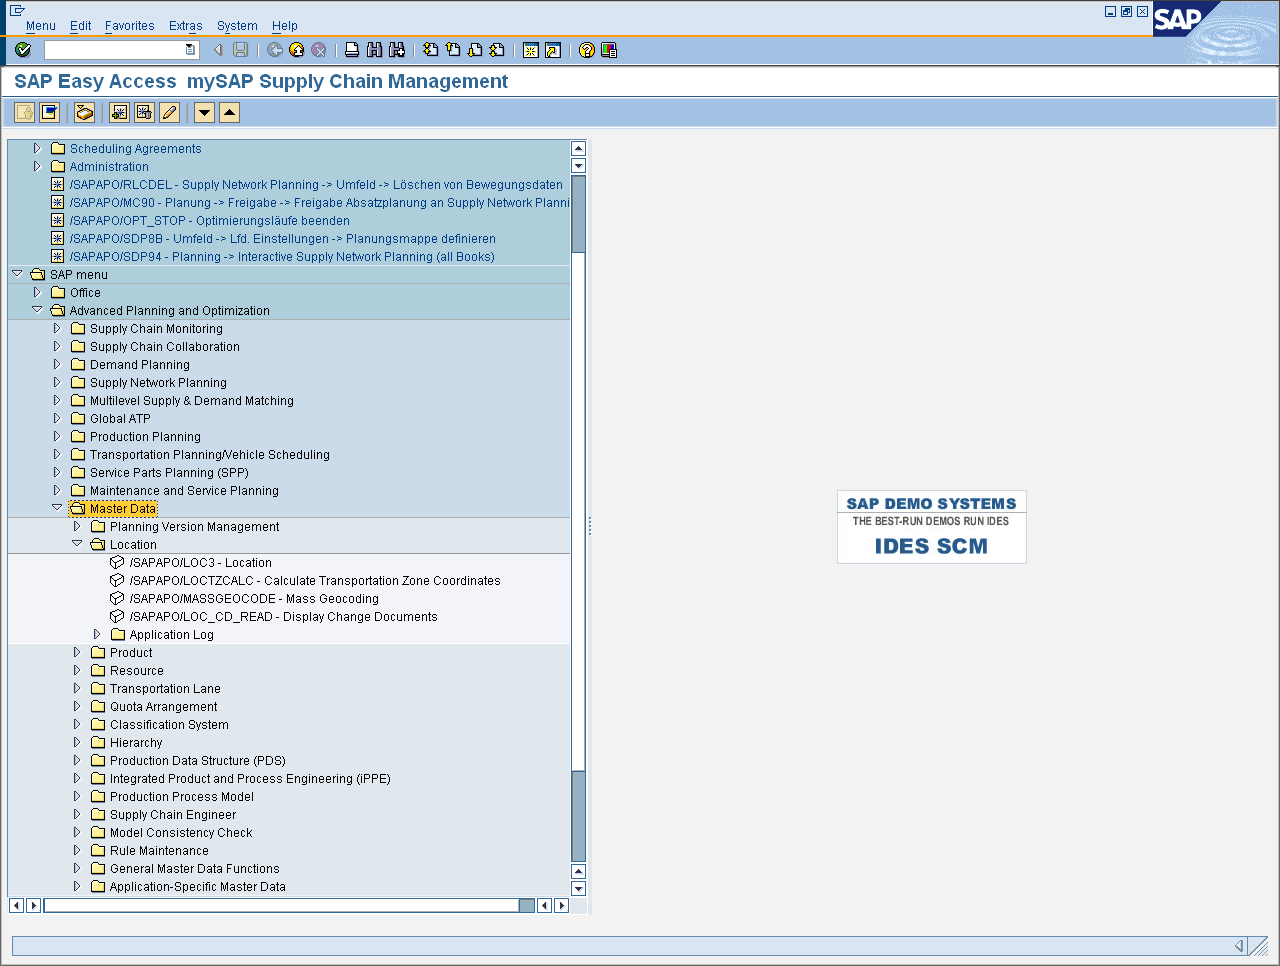 Menu Edit Favorites Extras System Help
SAP
SAP Easy Access mySAP Supply Chain Management
Scheduling Agreements
Administration
/SAPAPO/RLCDEL - Supply Network Planning -> Umfeld -> Löschen von Bewegungsdaten
/SAPAPO/MC90 - Planung -> Freigabe -> Freigabe Absatzplanung an Supply Network Planni
/SAPAPO/OPT_STOP - Optimierungsläufe beenden
/SAPAPO/SDP8B - Umfeld -> Lfd. Einstellungen -> Planungsmappe definieren
/SAPAPO/SDP94 - Planning -> Interactive Supply Network Planning (all Books)
SAP menu
Office
Advanced Planning and Optimization
Supply Chain Monitoring
Supply Chain Collaboration
Demand Planning
Supply Network Planning
Multilevel Supply & Demand Matching
Global ATP
Production Planning
Transportation Planning/Vehicle Scheduling
Service Parts Planning (SPP)
Maintenance and Service Planning
Master Data
Planning Version Management
Location
/SAPAPO/LOC3 - Location
/SAPAPO/LOCTZCALC - Calculate Transportation Zone Coordinates
/SAPAPO/MASSGEOCODE - Mass Geocoding
/SAPAPO/LOC_CD_READ - Display Change Documents
Application Log
Product
Resource
Transportation Lane
Quota Arrangement
Classification System
Hierarchy
Production Data Structure (PDS)
Integrated Product and Process Engineering (iPPE)
Production Process Model
Supply Chain Engineer
Model Consistency Check
Rule Maintenance
General Master Data Functions
Application-Specific Master Data
SAP DEMO SYSTEMS
THE BEST-RUN DEMOS RUN IDES
IDES SCM